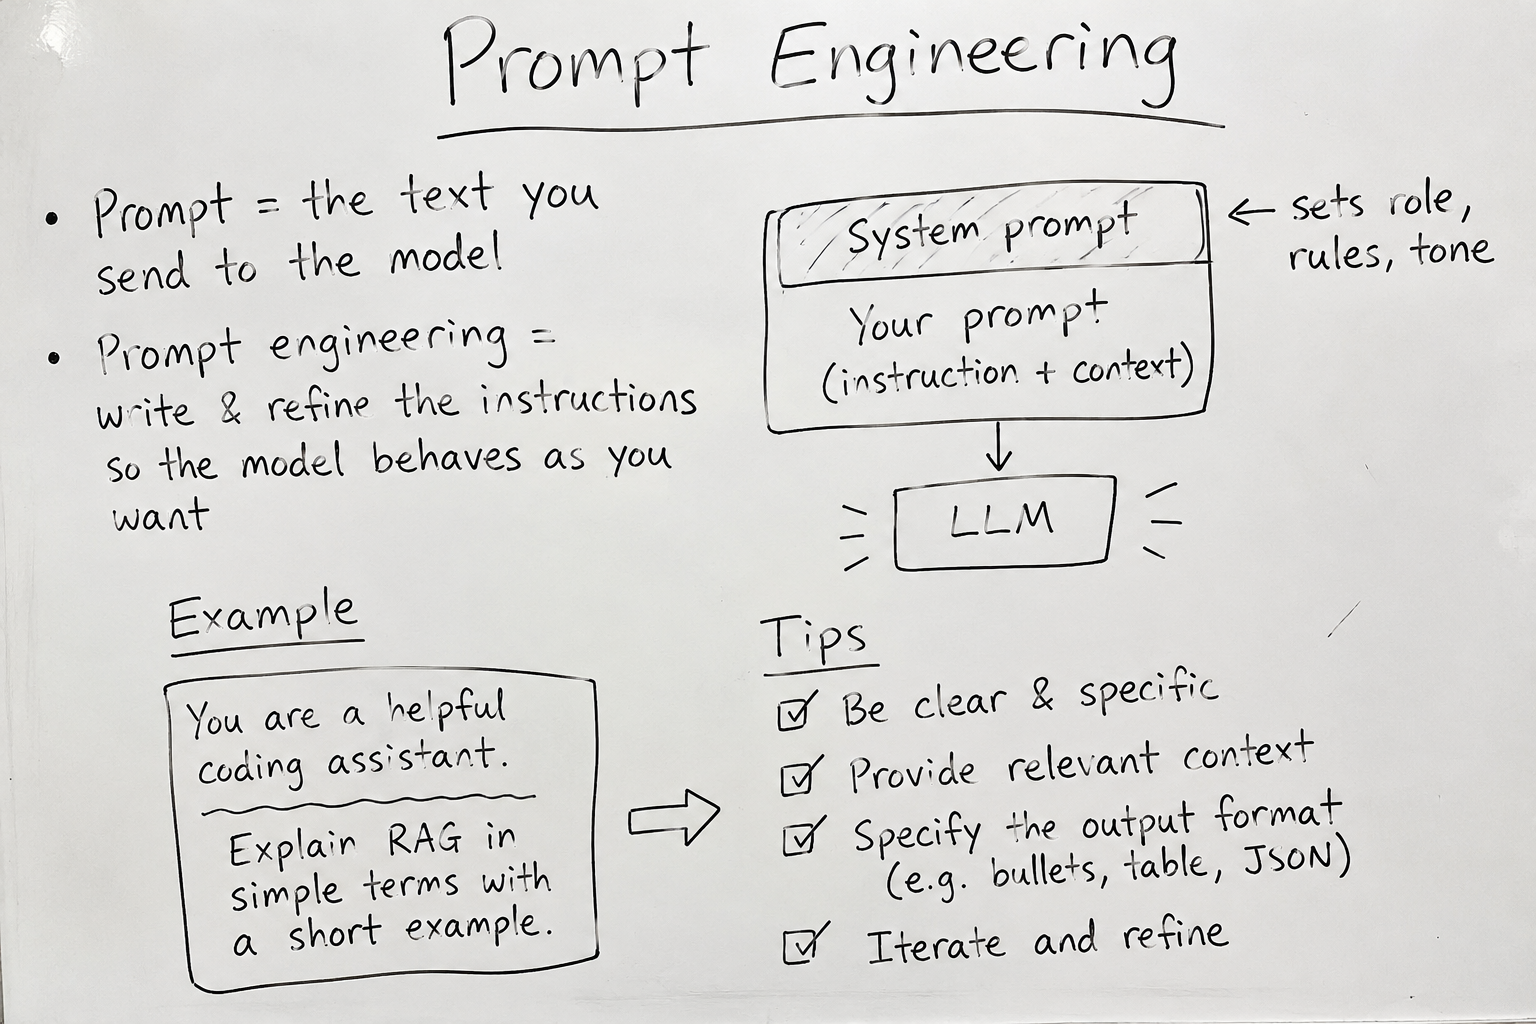 Prompt Engineering
• Prompt = the text you
send to the model
• Prompt engineering =
write & refine the instructions
so the model behaves as you
want
System prompt
← sets role,
rules, tone
Your prompt
(instruction + context)
LLM
Example
You are a helpful
coding assistant.
Explain RAG in
simple terms with
a short example.
Tips
☑ Be clear & specific
☑ Provide relevant context
☑ Specify the output format
(e.g. bullets, table, JSON)
☑ Iterate and refine